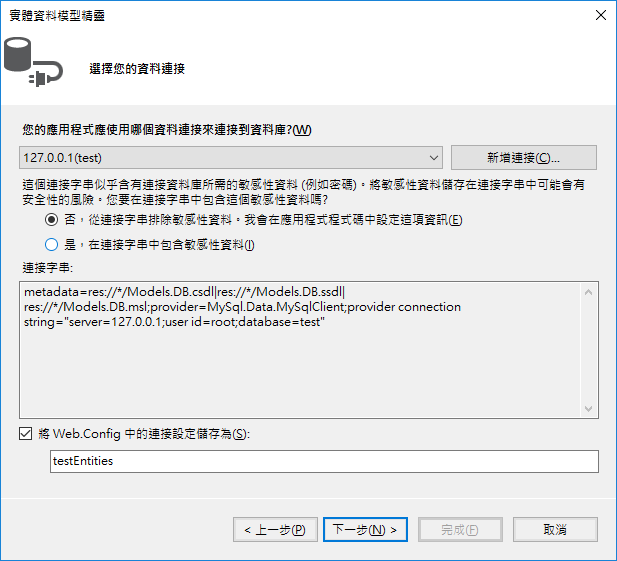 實體資料模型精靈
選擇您的資料連接
您的應用程式應使用哪個資料連接來連接到資料庫?(W)
127.0.0.1(test)
新增連接(C)...
這個連接字串似乎含有連接資料庫所需的敏感性資料 (例如密碼)。將敏感性資料儲存在連接字串中可能會有
安全性的風險。您要在連接字串中包含這個敏感性資料嗎?
否，從連接字串排除敏感性資料。我會在應用程式程式碼中設定這項資訊(E)
是，在連接字串中包含敏感性資料(I)
連接字串:
metadata=res://*/Models.DB.csdl|res://*/Models.DB.ssdl|
res://*/Models.DB.msl;provider=MySql.Data.MySqlClient;provider connection
string="server=127.0.0.1;user id=root;database=test"
將 Web.Config 中的連接設定儲存為(S):
testEntities
< 上一步(P)
下一步(N) >
完成(F)
取消